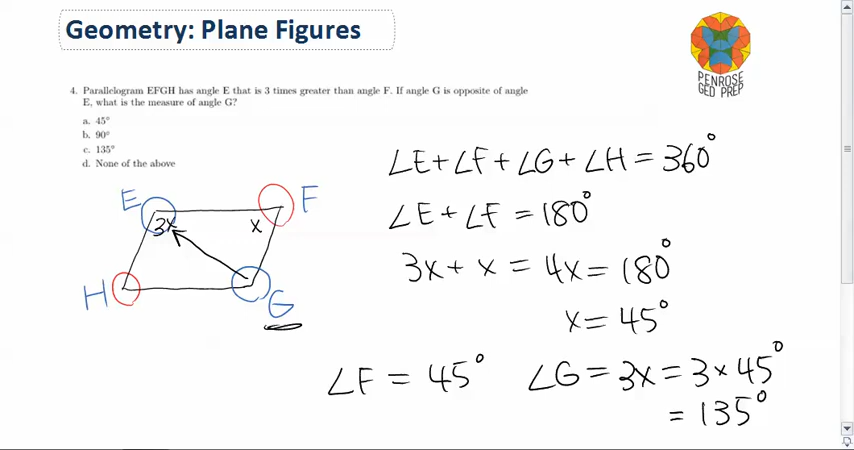 Geometry: Plane Figures
PENROSE
GED PREP
4. Parallelogram EFGH has angle E that is 3 times greater than angle F. If angle G is opposite of angle
E, what is the measure of angle G?
a. 45°
b. 90°
c. 135°
d. None of the above
∠E+∠F+∠G+∠H=360°
∠E+∠F=180°
3x+x=4x=180°
x=45°
E
F
3x
x
H
G
∠F=45°
∠G=3x=3×45°
=135°